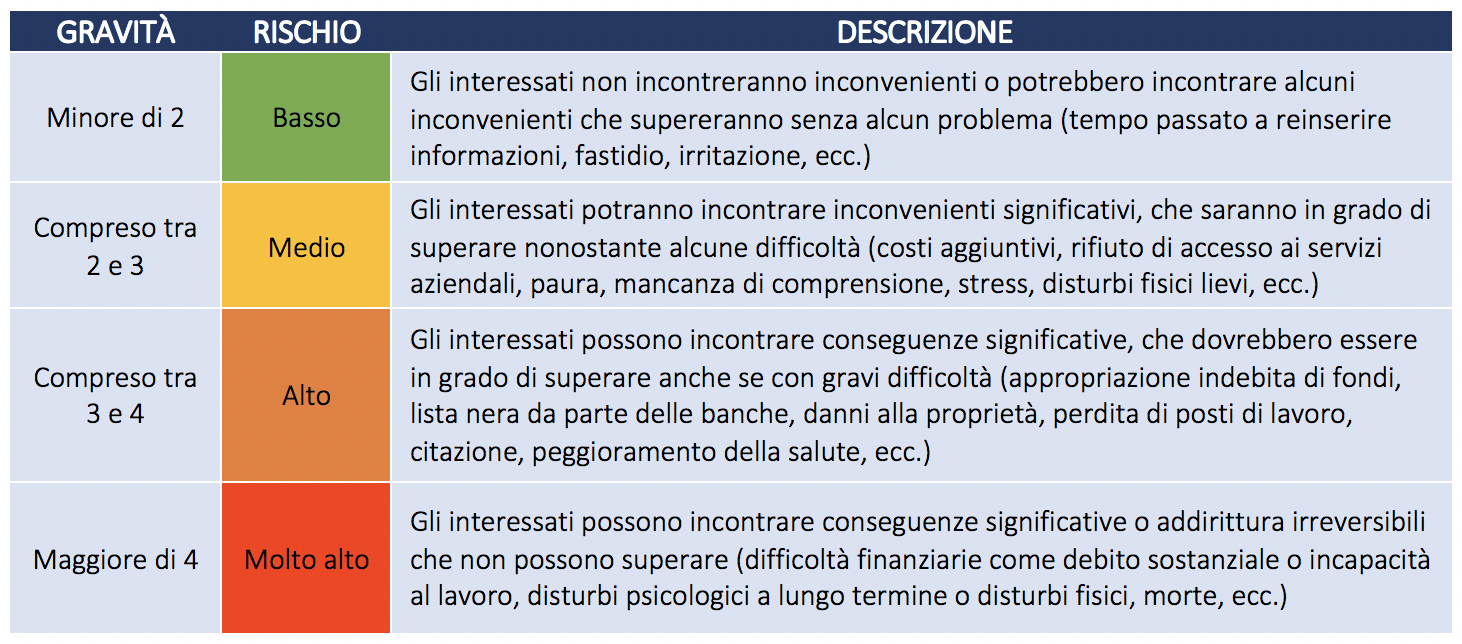 GRAVITÀ RISCHIO DESCRIZIONE
Minore di 2
Basso
Gli interessati non incontreranno inconvenienti o potrebbero incontrare alcuni
inconvenienti che supereranno senza alcun problema (tempo passato a reinserire
informazioni, fastidio, irritazione, ecc.)
Compreso tra
2 e 3
Medio
Gli interessati potranno incontrare inconvenienti significativi, che saranno in grado di
superare nonostante alcune difficoltà (costi aggiuntivi, rifiuto di accesso ai servizi
aziendali, paura, mancanza di comprensione, stress, disturbi fisici lievi, ecc.)
Compreso tra
3 e 4
Alto
Gli interessati possono incontrare conseguenze significative, che dovrebbero essere
in grado di superare anche se con gravi difficoltà (appropriazione indebita di fondi,
lista nera da parte delle banche, danni alla proprietà, perdita di posti di lavoro,
citazione, peggioramento della salute, ecc.)
Maggiore di 4
Molto alto
Gli interessati possono incontrare conseguenze significative o addirittura irreversibili
che non possono superare (difficoltà finanziarie come debito sostanziale o incapacità
al lavoro, disturbi psicologici a lungo termine o disturbi fisici, morte, ecc.)